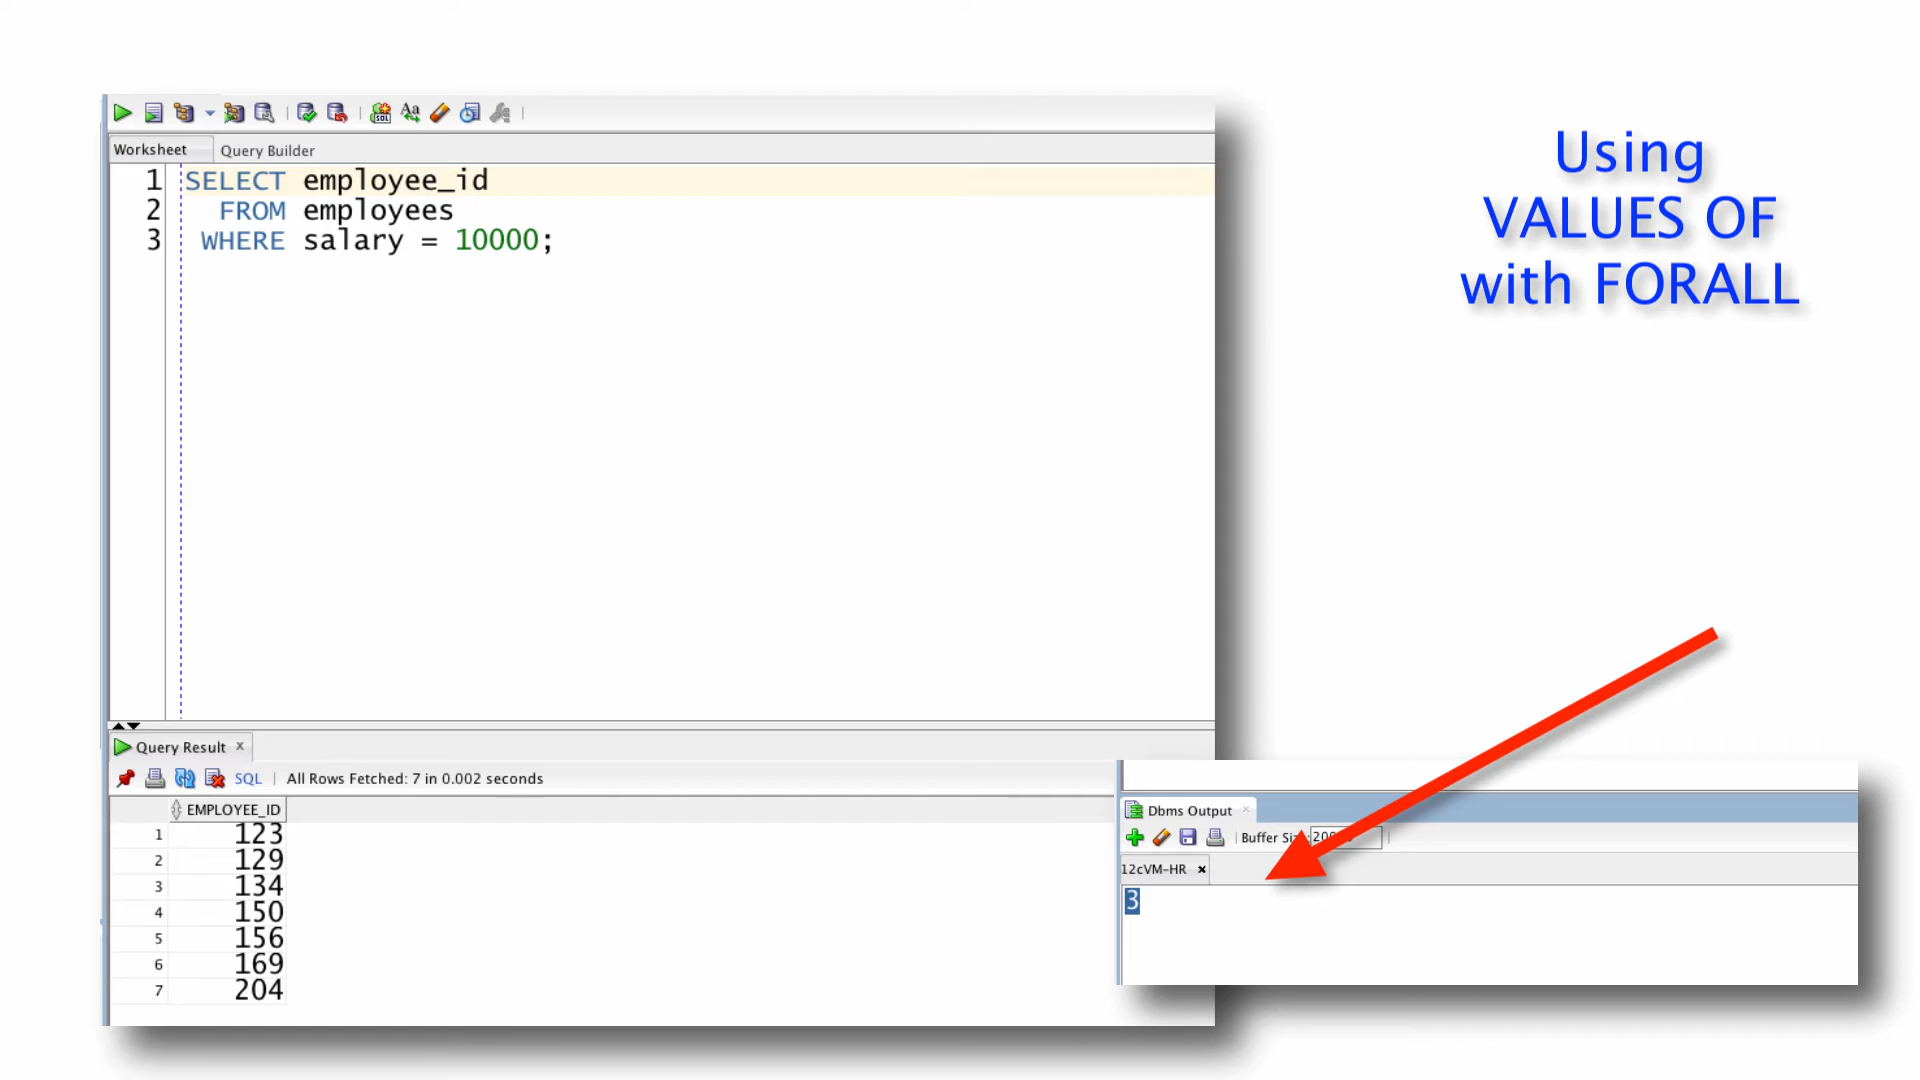 Using
VALUES OF
with FORALL
Worksheet Query Builder
1 SELECT employee_id
2 FROM employees
3 WHERE salary = 10000;
Query Result x
SQL All Rows Fetched: 7 in 0.002 seconds
EMPLOYEE_ID
1 123
2 129
3 134
4 150
5 156
6 169
7 204
Dbms Output ×
Buffer
12cVM-HR ×
3